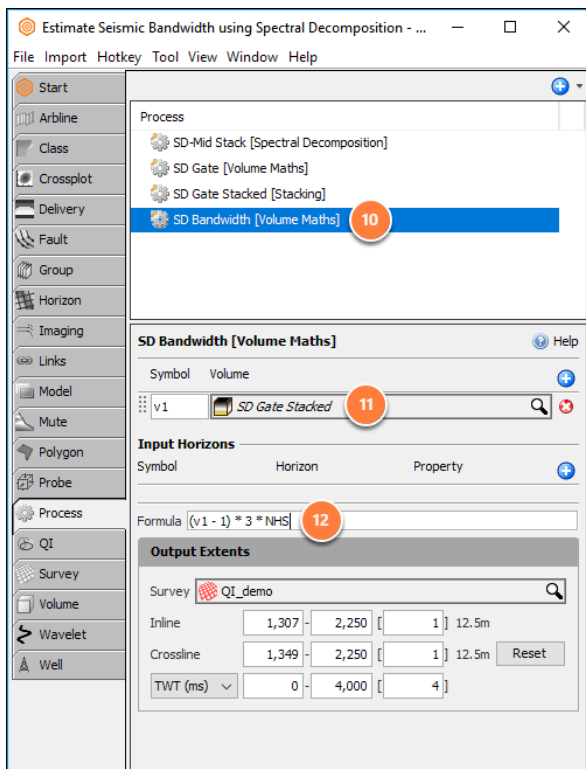 Estimate Seismic Bandwidth using Spectral Decomposition - ...
File Import Hotkey Tool View Window Help
Start
Arbline
Class
Crossplot
Delivery
Fault
Group
Horizon
Imaging
Links
Model
Mute
Polygon
Probe
Process
QI
Survey
Volume
Wavelet
Well
Process
SD-Mid Stack [Spectral Decomposition]
SD Gate [Volume Maths]
SD Gate Stacked [Stacking]
SD Bandwidth [Volume Maths] 10
SD Bandwidth [Volume Maths] Help
Symbol Volume
v1 SD Gate Stacked 11
Input Horizons
Symbol Horizon Property
Formula (v1 - 1) * 3 * NHS 12
Output Extents
Survey QI_demo
Inline 1,307 - 2,250 [ 1 ] 12.5m
Crossline 1,349 - 2,250 [ 1 ] 12.5m Reset
TWT (ms) 0 - 4,000 [ 4 ]